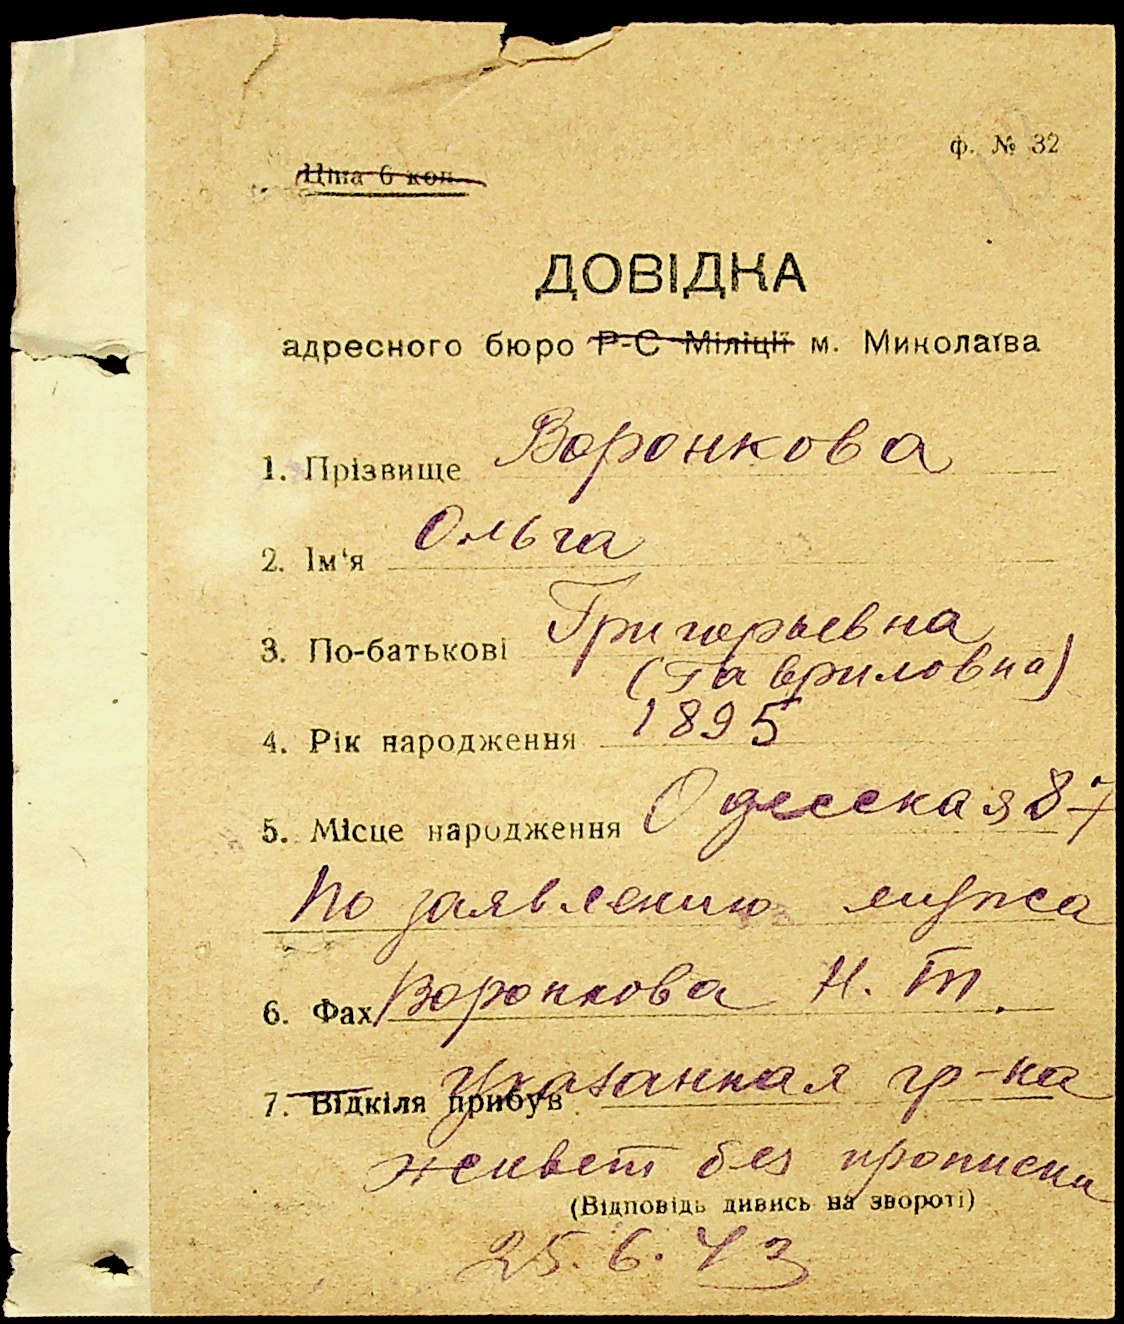 ф. № 32
Ціна 6 коп.
ДОВІДКА
адресного бюро Р-С Міліції м. Миколаїва
1. Прізвище Воронкова
2. Ім'я Ольга
3. По-батькові Григорьевна
(Гавриловна)
4. Рік народження 1895
5. Місце народження Одесская 87
По заявлению мужа
6. Фах Воронкова Н. Т.
7. Відкіля прибув Указанная гр-ка
живет без прописки
(Відповідь дивись на звороті)
25.6.43